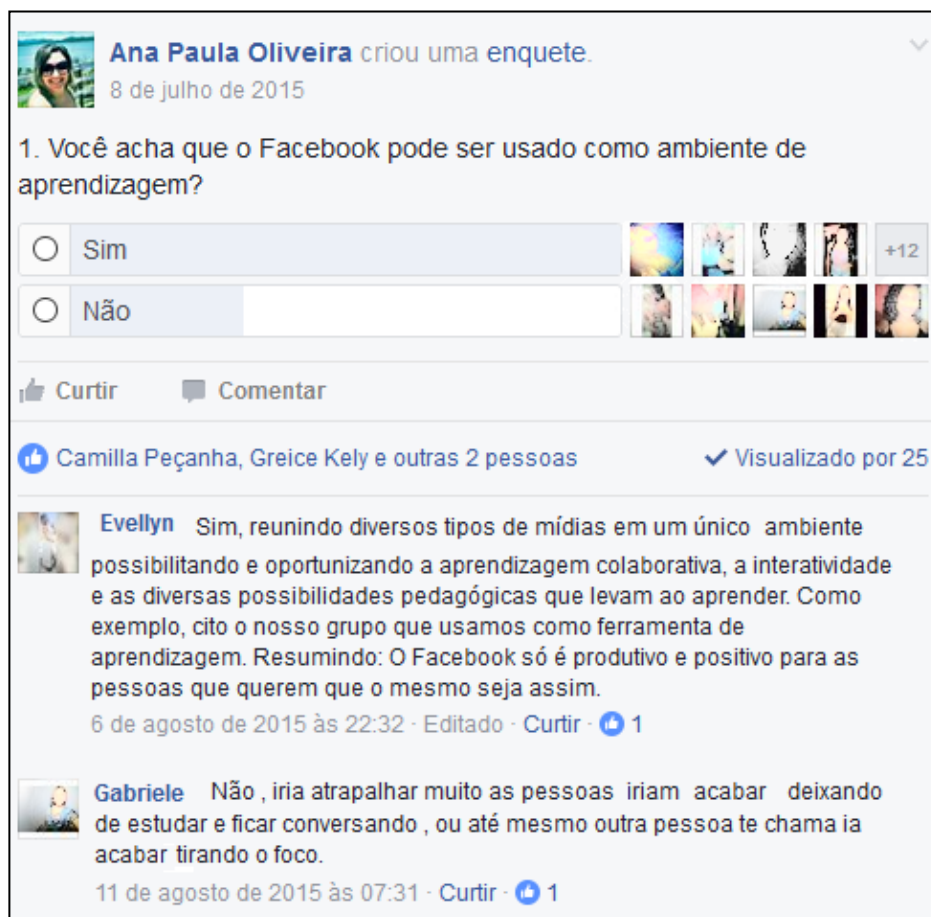 Ana Paula Oliveira criou uma enquete.
8 de julho de 2015
1. Você acha que o Facebook pode ser usado como ambiente de
aprendizagem?
Sim +12
Não
Curtir Comentar
Camilla Peçanha, Greice Kely e outras 2 pessoas Visualizado por 25
Evellyn Sim, reunindo diversos tipos de mídias em um único ambiente
possibilitando e oportunizando a aprendizagem colaborativa, a interatividade
e as diversas possibilidades pedagógicas que levam ao aprender. Como
exemplo, cito o nosso grupo que usamos como ferramenta de
aprendizagem. Resumindo: O Facebook só é produtivo e positivo para as
pessoas que querem que o mesmo seja assim.
6 de agosto de 2015 às 22:32 · Editado · Curtir · 1
Gabriele Não , iria atrapalhar muito as pessoas iriam acabar deixando
de estudar e ficar conversando , ou até mesmo outra pessoa te chama ia
acabar tirando o foco.
11 de agosto de 2015 às 07:31 · Curtir · 1